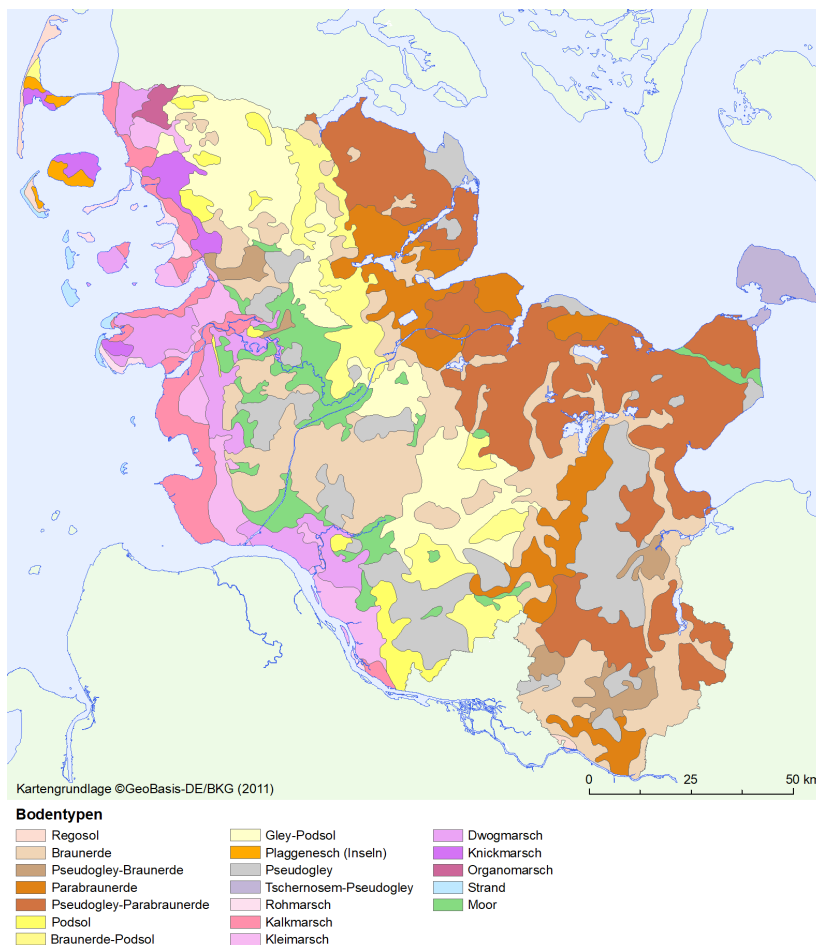 Kartengrundlage ©GeoBasis-DE/BKG (2011)
0 25 50 km
Bodentypen
Regosol
Braunerde
Pseudogley-Braunerde
Parabraunerde
Pseudogley-Parabraunerde
Podsol
Braunerde-Podsol
Gley-Podsol
Plaggenesch (Inseln)
Pseudogley
Tschernosem-Pseudogley
Rohmarsch
Kalkmarsch
Kleimarsch
Dwogmarsch
Knickmarsch
Organomarsch
Strand
Moor